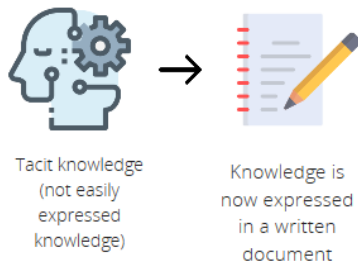 Tacit knowledge
(not easily
expressed
knowledge)
Knowledge is
now expressed
in a written
document